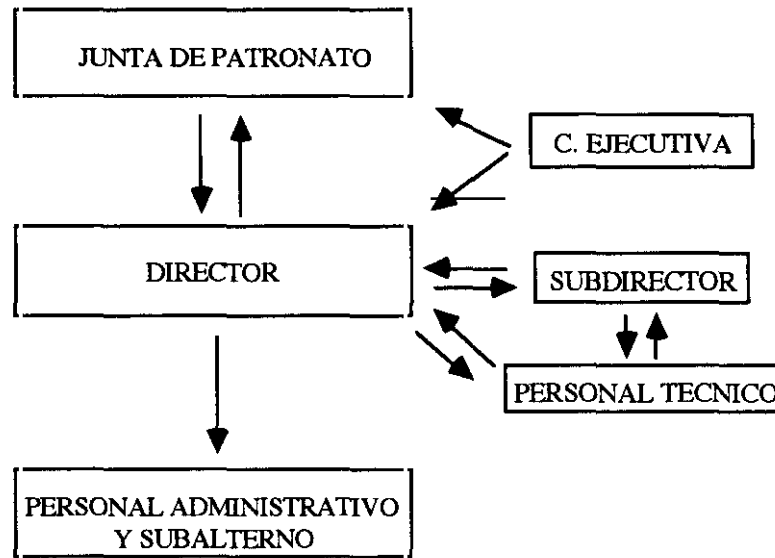 JUNTA DE PATRONATO
C. EJECUTIVA
DIRECTOR
SUBDIRECTOR
PERSONAL TECNICO
PERSONAL ADMINISTRATIVO
Y SUBALTERNO